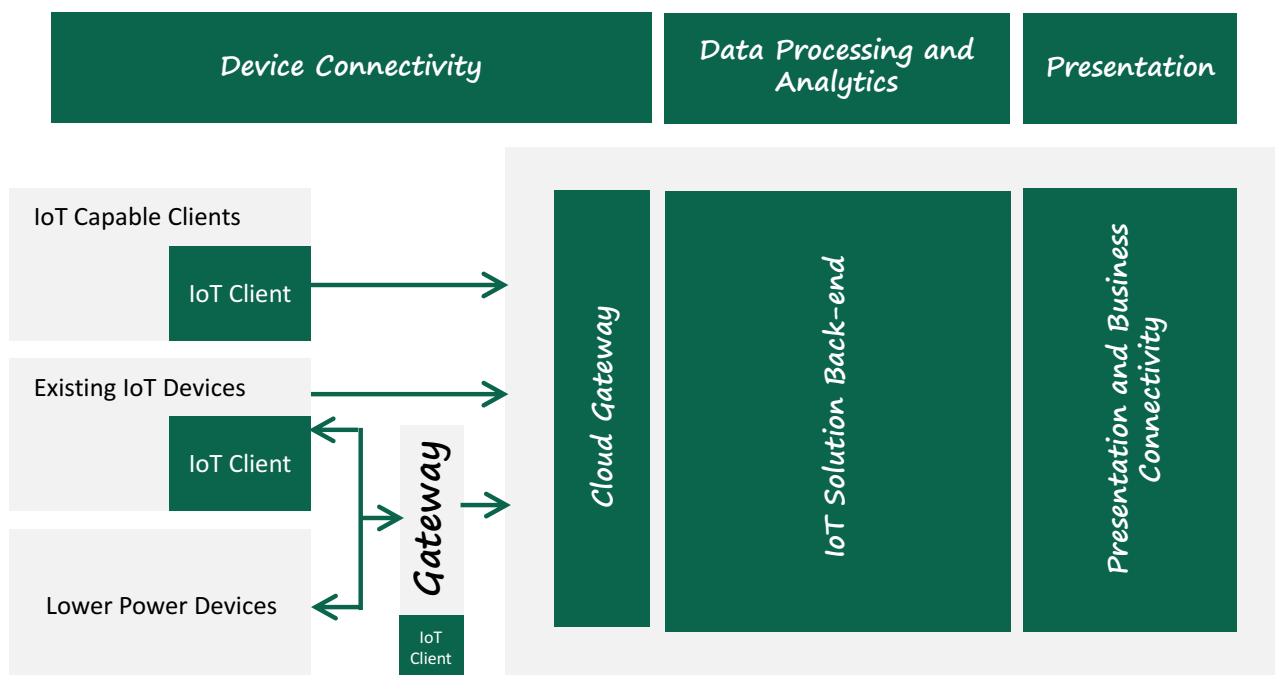 Device Connectivity
Data Processing and
Analytics
Presentation
IoT Capable Clients
IoT Client
Existing IoT Devices
IoT Client
Lower Power Devices
Gateway
IoT
Client
Cloud Gateway
IoT Solution Back-end
Presentation and Business
Connectivity